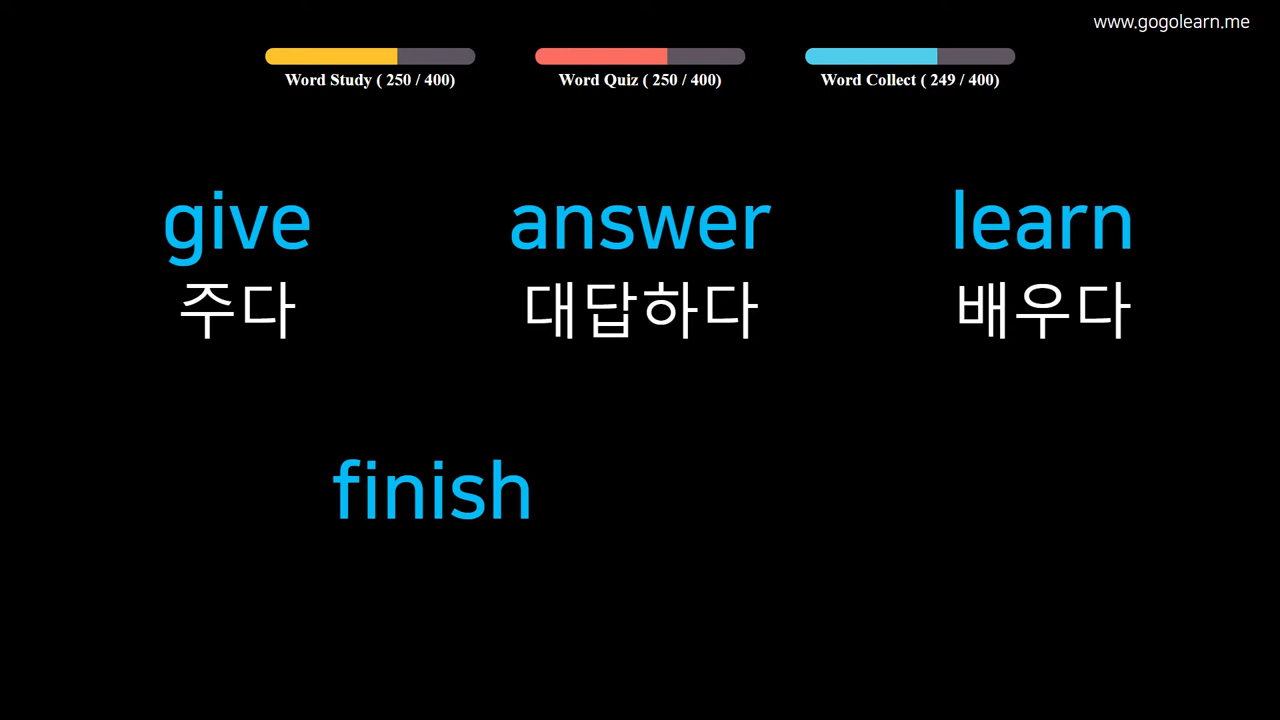 www.gogolearn.me
Word Study ( 250 / 400)
Word Quiz ( 250 / 400)
Word Collect ( 249 / 400)
give
answer
learn
주다
대답하다
배우다
finish